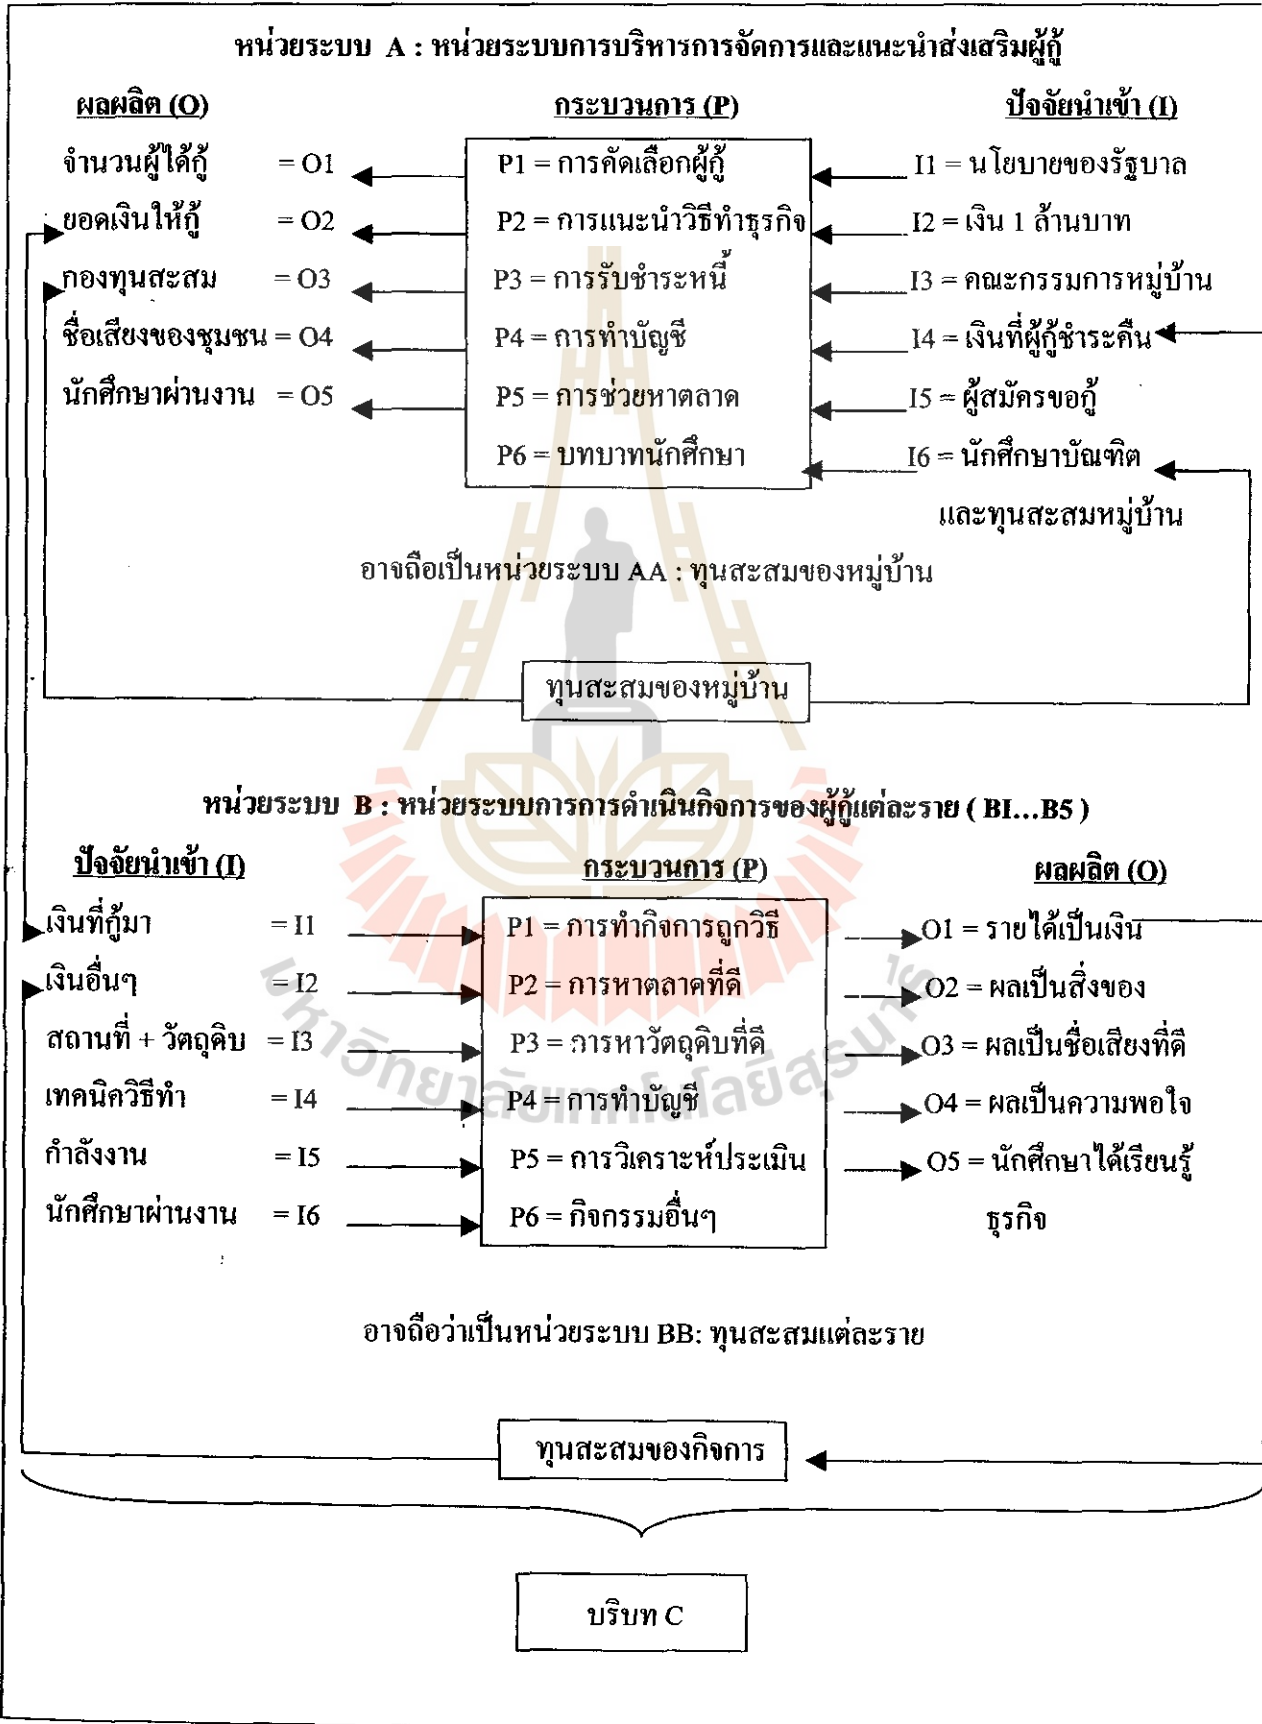 หน่วยระบบ A : หน่วยระบบการบริหารการจัดการและแนะนำส่งเสริมผู้กู้
ผลผลิต (O) กระบวนการ (P) ปัจจัยนำเข้า (I)
จำนวนผู้ได้กู้ = O1 P1 = การคัดเลือกผู้กู้ I1 = นโยบายของรัฐบาล
ยอดเงินให้กู้ = O2 P2 = การแนะนำวิธีทำธุรกิจ I2 = เงิน 1 ล้านบาท
กองทุนสะสม = O3 P3 = การรับชำระหนี้ I3 = คณะกรรมการหมู่บ้าน
ชื่อเสียงของชุมชน = O4 P4 = การทำบัญชี I4 = เงินที่ผู้กู้ชำระคืน
นักศึกษาผ่านงาน = O5 P5 = การช่วยหาตลาด I5 = ผู้สมัครขอกู้
P6 = บทบาทนักศึกษา I6 = นักศึกษาบัณฑิต
และทุนสะสมหมู่บ้าน
อาจถือเป็นหน่วยระบบ AA : ทุนสะสมของหมู่บ้าน
ทุนสะสมของหมู่บ้าน
หน่วยระบบ B : หน่วยระบบการการดำเนินกิจการของผู้กู้แต่ละราย ( BI...B5 )
ปัจจัยนำเข้า (I) กระบวนการ (P) ผลผลิต (O)
เงินที่กู้มา = I1 P1 = การทำกิจการถูกวิธี O1 = รายได้เป็นเงิน
เงินอื่นๆ = I2 P2 = การหาตลาดที่ดี O2 = ผลเป็นสิ่งของ
สถานที่ + วัตถุดิบ = I3 P3 = การหาวัตถุดิบที่ดี O3 = ผลเป็นชื่อเสียงที่ดี
เทคนิควิธีทำ = I4 P4 = การทำบัญชี O4 = ผลเป็นความพอใจ
กำลังงาน = I5 P5 = การวิเคราะห์ประเมิน O5 = นักศึกษาได้เรียนรู้
นักศึกษาผ่านงาน = I6 P6 = กิจกรรมอื่นๆ ธุรกิจ
มหาวิทยาลัยเทคโนโลยีสุรนารี
อาจถือว่าเป็นหน่วยระบบ BB: ทุนสะสมแต่ละราย
ทุนสะสมของกิจการ
บริบท C